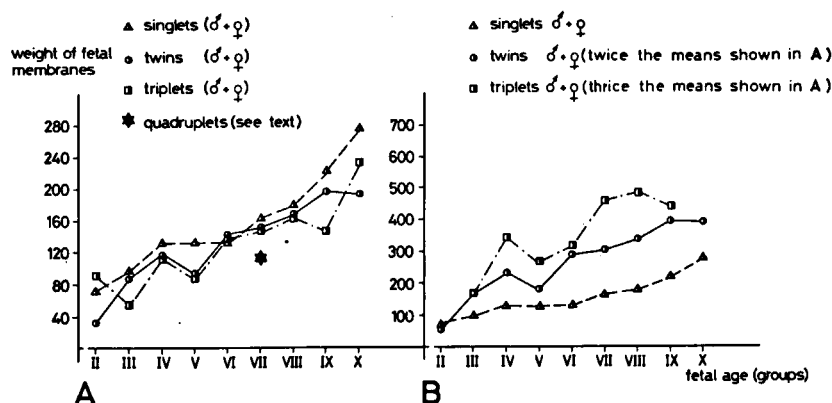 singlets (♂+♀)
twins (♂+♀)
triplets (♂+♀)
quadruplets (see text)
weight of fetal
membranes
280
240
200
160
120
80
40
II III IV V VI VII VIII IX X
A
singlets ♂+♀
twins ♂+♀ (twice the means shown in A)
triplets ♂+♀ (thrice the means shown in A)
700
600
500
400
300
200
100
II III IV V VI VII VIII IX X
B
fetal age (groups)